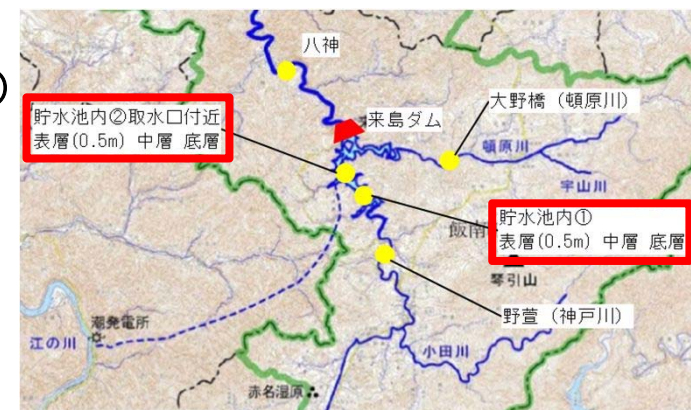 八神
来島ダム
大野橋（頓原川）
貯水池内②取水口付近
表層(0.5m) 中層 底層
頓原川
宇山川
貯水池内①
表層(0.5m) 中層 底層
飯南
琴引山
野萱（神戸川）
潮発電所
江の川
小田川
赤名湿原